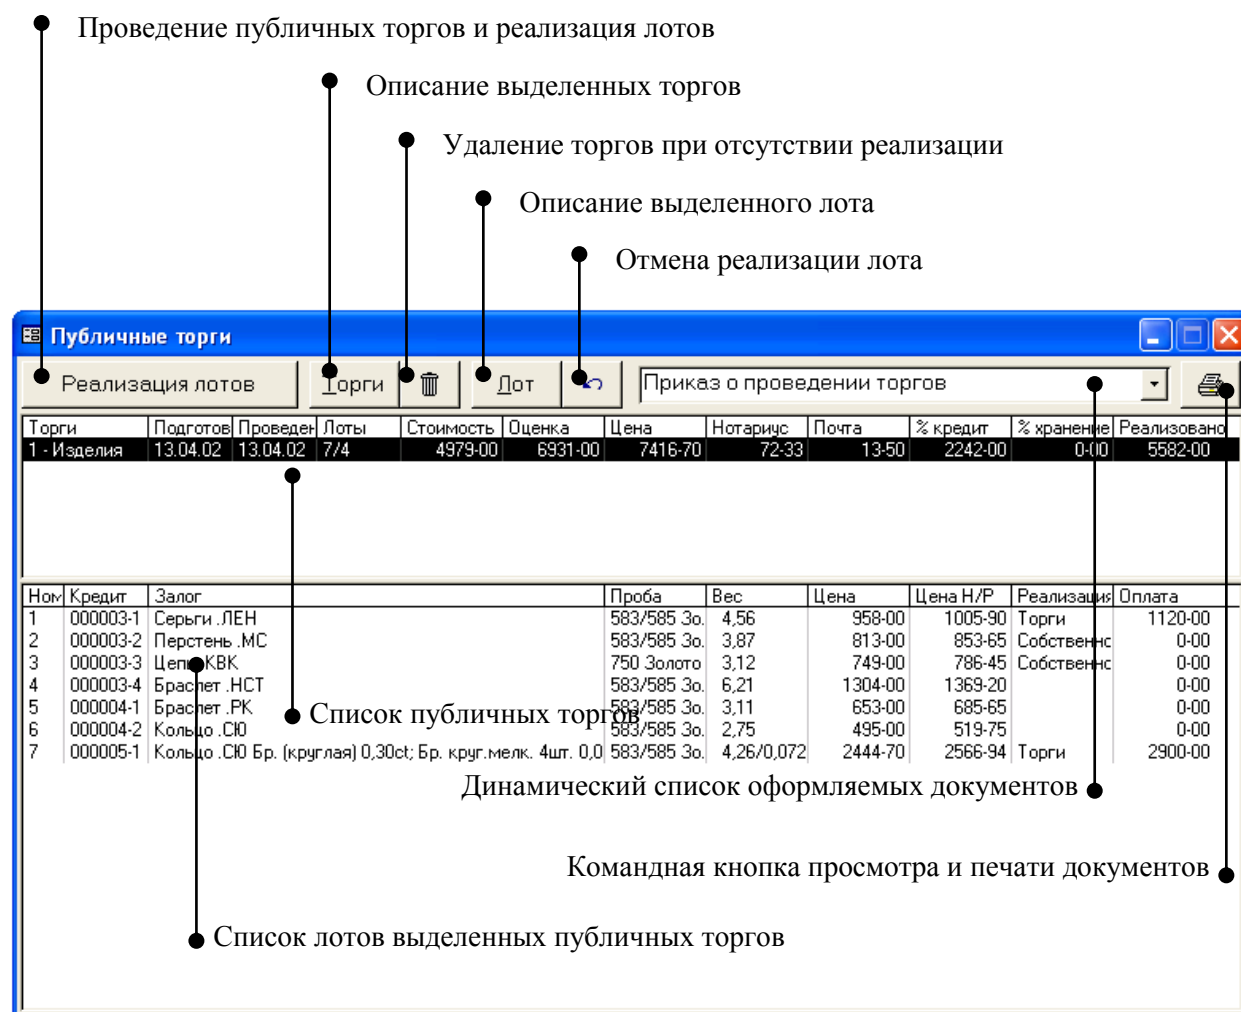 Проведение публичных торгов и реализация лотов
Описание выделенных торгов
Удаление торгов при отсутствии реализации
Описание выделенного лота
Отмена реализации лота
Публичные торги
Реализация лотов Торги Лот Приказ о проведении торгов
Торги Подготов Проведен Лоты Стоимость Оценка Цена Нотариус Почта % кредит % хранение Реализовано
1 - Изделия 13.04.02 13.04.02 7/4 4979-00 6931-00 7416-70 72-33 13-50 2242-00 0-00 5582-00
Ном Кредит Залог Проба Вес Цена Цена Н/Р Реализация Оплата
1 000003-1 Серьги .ЛЕН 583/585 Зо. 4,56 958-00 1005-90 Торги 1120-00
2 000003-2 Перстень .МС 583/585 Зо. 3,87 813-00 853-65 Собственно 0-00
3 000003-3 Цепь .КВК 750 Золото 3,12 749-00 786-45 Собственно 0-00
4 000003-4 Браслет .НСТ 583/585 Зо. 6,21 1304-00 1369-20 0-00
5 000004-1 Браслет .РК 583/585 Зо. 3,11 653-00 685-65 0-00
Список публичных торгов
6 000004-2 Кольцо .СЮ 583/585 Зо. 2,75 495-00 519-75 0-00
7 000005-1 Кольцо .СЮ Бр. (круглая) 0,30ct; Бр. круг.мелк. 4шт. 0,0 583/585 Зо. 4,26/0,072 2444-70 2566-94 Торги 2900-00
Динамический список оформляемых документов
Командная кнопка просмотра и печати документов
Список лотов выделенных публичных торгов